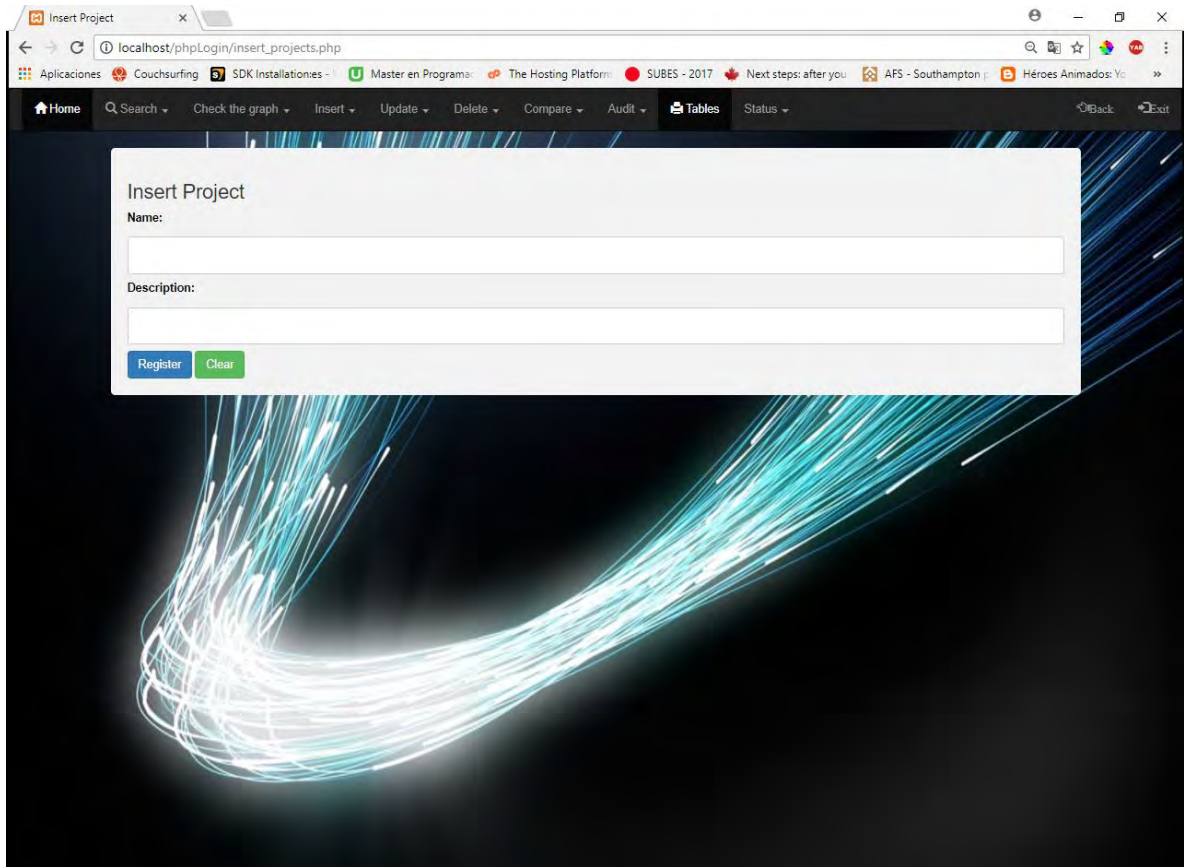 Insert Project
localhost/phpLogin/insert_projects.php
Aplicaciones Couchsurfing SDK Installation:es - Master en Programac The Hosting Platform SUBES - 2017 Next steps: after you AFS - Southampton Héroes Animados: Yo »
Home Search Check the graph Insert Update Delete Compare Audit Tables Status Back Exit
Insert Project
Name:
Description:
Register Clear